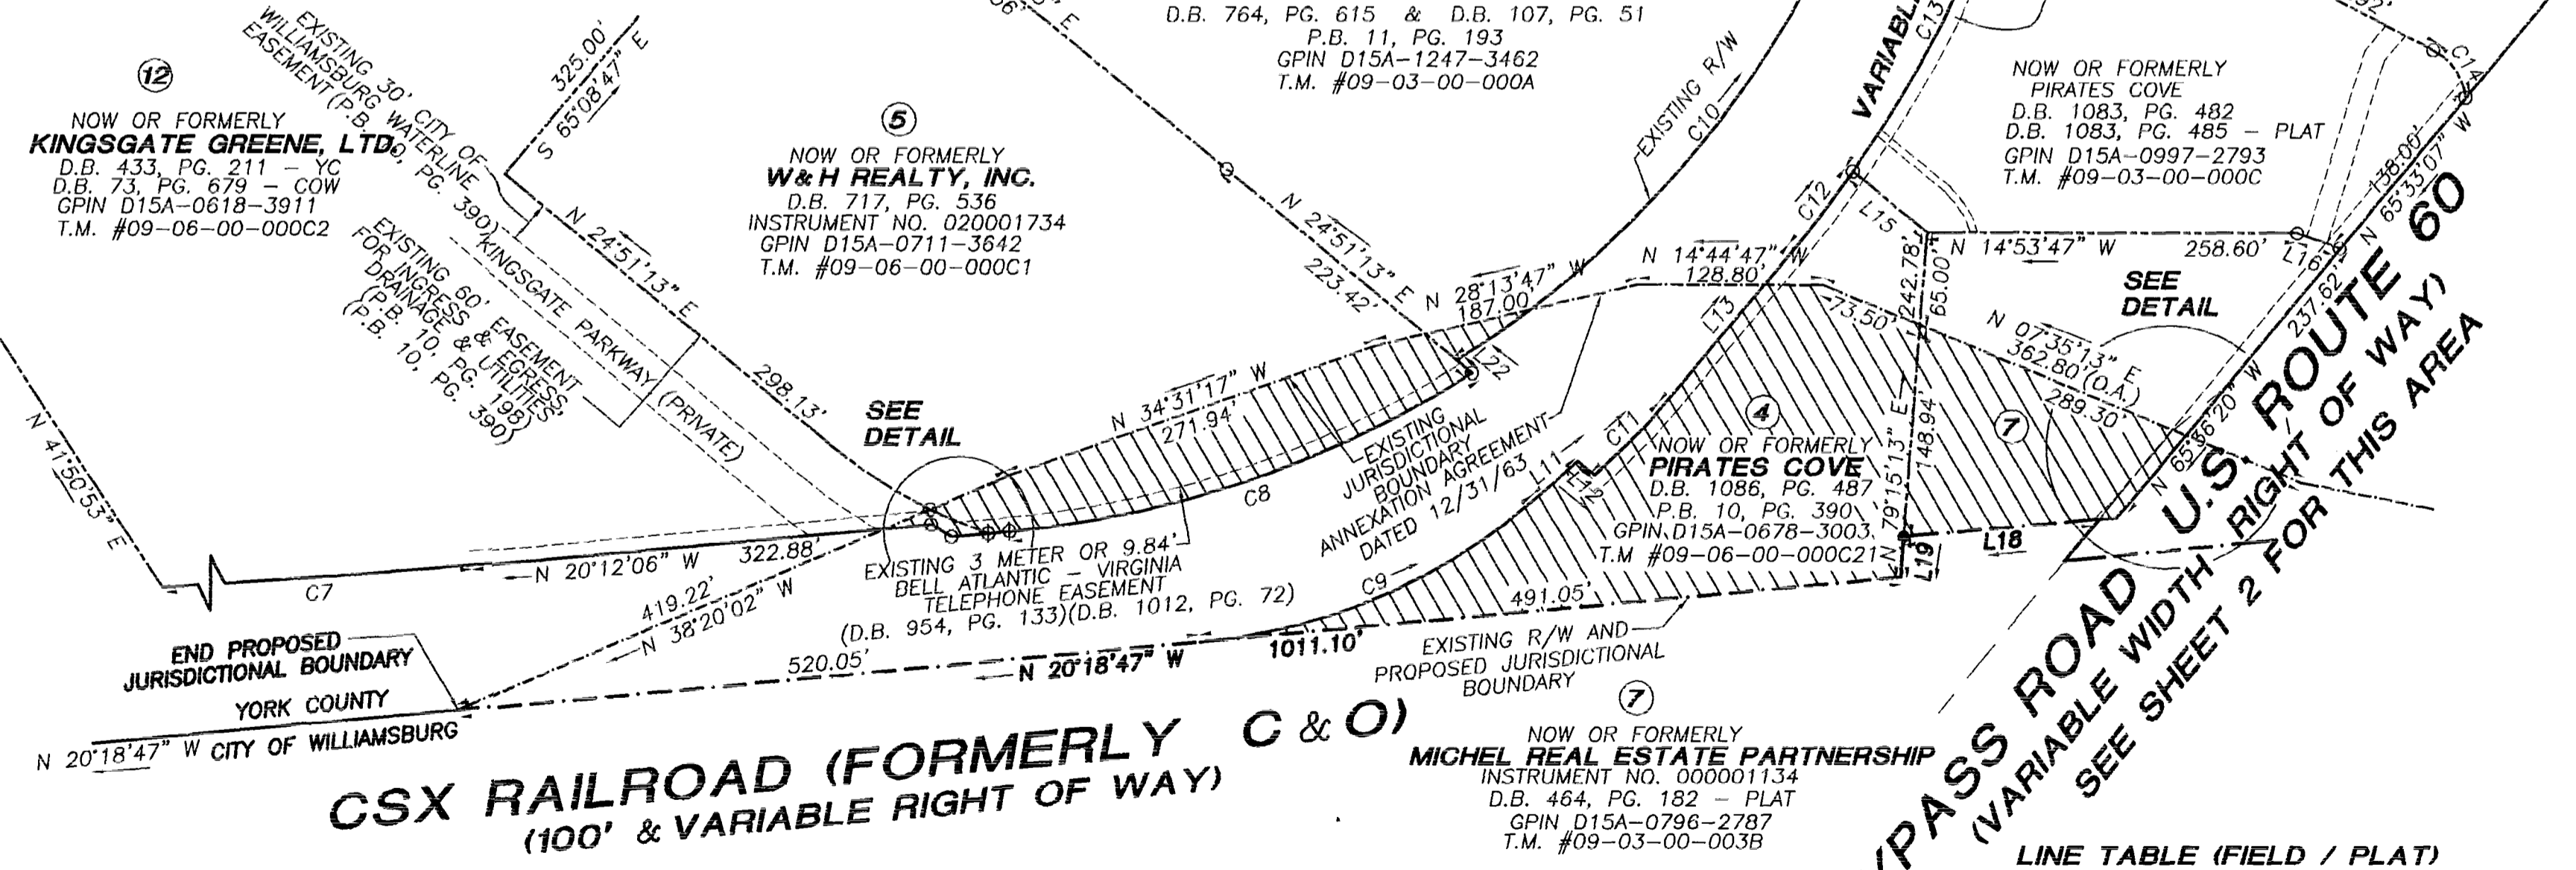 12
NOW OR FORMERLY
KINGSGATE GREENE, LTD.
D.B. 433, PG. 211 – YC
D.B. 73, PG. 679 – COW
GPIN D15A–0618–3911
T.M. #09–06–00–000C2
EXISTING 30' CITY OF
WILLIAMSBURG WATERLINE
EASEMENT (P.B. 10, PG. 390)
325.00'
S 65°08'47" E
N 24°51'13" E
298.13'
KINGSGATE PARKWAY (PRIVATE)
EXISTING 60' EASEMENT
FOR INGRESS & EGRESS,
DRAINAGE & UTILITIES
(P.B. 10, PG. 198)
(P.B. 10, PG. 390)
N 41°50'53" E
5
NOW OR FORMERLY
W&H REALTY, INC.
D.B. 717, PG. 536
INSTRUMENT NO. 020001734
GPIN D15A–0711–3642
T.M. #09–06–00–000C1
D.B. 764, PG. 615 & D.B. 107, PG. 51
P.B. 11, PG. 193
GPIN D15A–1247–3462
T.M. #09–03–00–000A
EXISTING R/W
C10
VARIABLE
C13
C12
L15
NOW OR FORMERLY
PIRATES COVE
D.B. 1083, PG. 482
D.B. 1083, PG. 485 – PLAT
GPIN D15A–0997–2793
T.M. #09–03–00–000C
C14
138.00'
N 65°33'07" W
N 24°51'13" E
223.42'
N 28°13'47" W
187.00'
N 14°44'47" W
128.80'
N 14°53'47" W
258.60'
L16
242.78'
65.00'
73.50'
SEE
DETAIL
237.62'
N 65°36'20" W
N 07°35'13" E
362.80'(O.A.)
289.30'
L13
L22
SEE
DETAIL
N 34°31'17" W
271.94'
EXISTING
JURISDICTIONAL
BOUNDARY
ANNEXATION AGREEMENT
DATED 12/31/63
C8
C11
L11
L12
4
NOW OR FORMERLY
PIRATES COVE
D.B. 1086, PG. 487
P.B. 10, PG. 390
GPIN D15A–0678–3003
T.M #09–06–00–000C21
N 79°15'13" E
148.94'
7
L18
L19
C7
N 20°12'06" W 322.88'
EXISTING 3 METER OR 9.84'
BELL ATLANTIC – VIRGINIA
TELEPHONE EASEMENT
(D.B. 954, PG. 133)(D.B. 1012, PG. 72)
419.22'
N 38°20'02" W
C9
491.05'
1011.10'
520.05'
N 20°18'47" W
EXISTING R/W AND
PROPOSED JURISDICTIONAL
BOUNDARY
END PROPOSED
JURISDICTIONAL BOUNDARY
YORK COUNTY
N 20°18'47" W CITY OF WILLIAMSBURG
CSX RAILROAD (FORMERLY C & O)
(100' & VARIABLE RIGHT OF WAY)
7
NOW OR FORMERLY
MICHEL REAL ESTATE PARTNERSHIP
INSTRUMENT NO. 000001134
D.B. 464, PG. 182 – PLAT
GPIN D15A–0796–2787
T.M. #09–03–00–003B
U.S. ROUTE 60
(PASS ROAD
(VARIABLE WIDTH RIGHT OF WAY)
SEE SHEET 2 FOR THIS AREA
LINE TABLE (FIELD / PLAT)